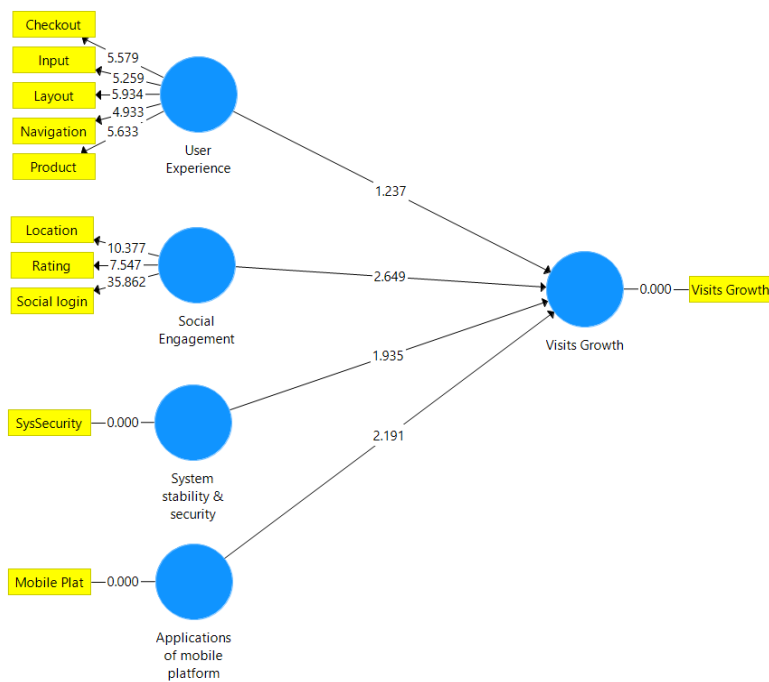 Checkout
5.579
Input
5.259
Layout
5.934
Navigation
4.933
Product
5.633
User
Experience
1.237
Location
10.377
Rating
7.547
Social login
35.862
Social
Engagement
2.649
Visits Growth
0.000
Visits Growth
SysSecurity
0.000
System
stability &
security
1.935
2.191
Mobile Plat
0.000
Applications
of mobile
platform